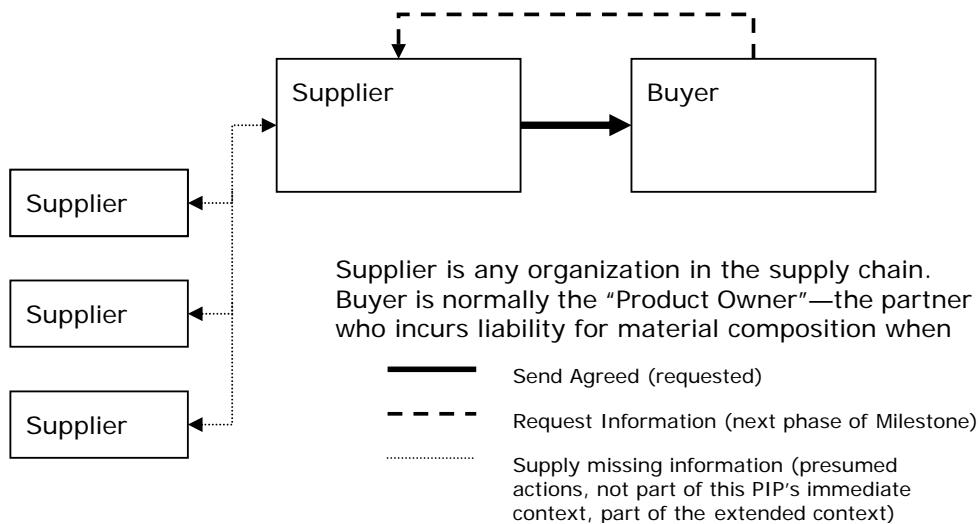 Supplier
Buyer
Supplier
Supplier
Supplier
Supplier is any organization in the supply chain.
Buyer is normally the “Product Owner”—the partner
who incurs liability for material composition when
Send Agreed (requested)
Request Information (next phase of Milestone)
Supply missing information (presumed
actions, not part of this PIP’s immediate
context, part of the extended context)